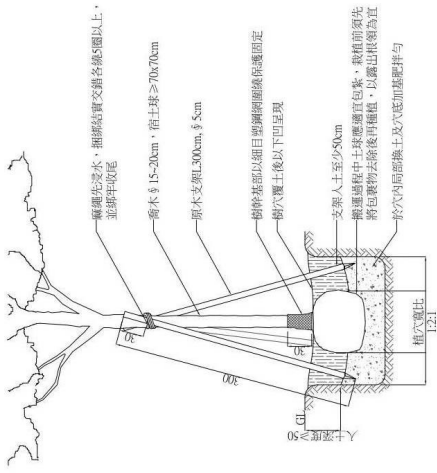 麻繩先浸水，捆綁結實交錯各繞5圈以上，
並綁牢收尾
喬木 ∮ 15-20cm，宿土球≥70x70cm
原木支架L300cm, ∮ 5cm
樹幹基部以細目塑鋼網圍繞保護固定
樹穴覆土後以下凹呈現
支架入土至少50cm
搬運過程中土球應適宜包紮，栽植前須先
將包裹物去除後再種植，以露出根領為宜
於穴內局部換土及穴底加基肥拌勻
30
300
30
GL
入土深度≥50
植穴寬比
1:2:1